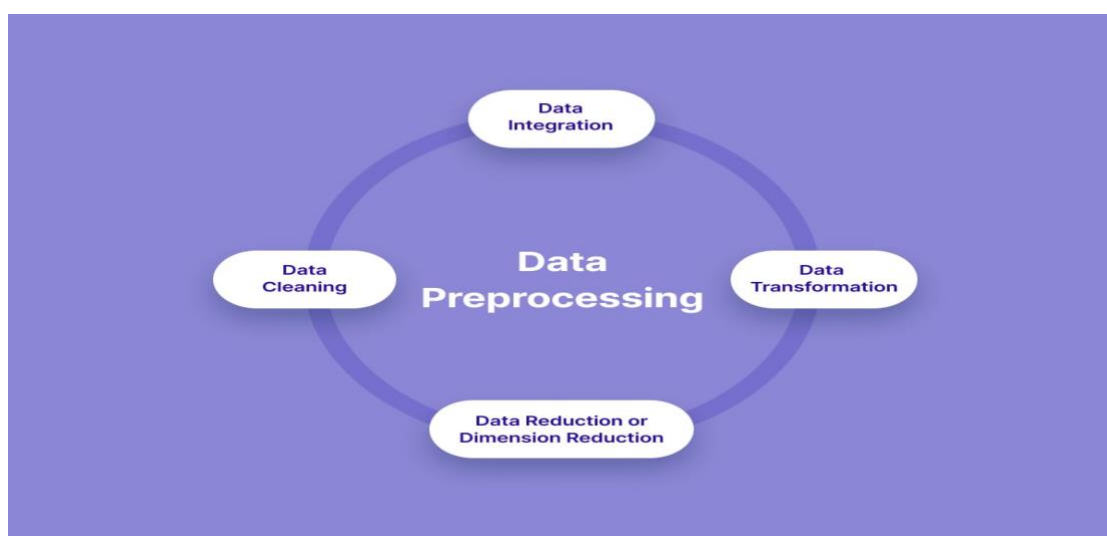 Data
Integration
Data
Cleaning
Data
Preprocessing
Data
Transformation
Data Reduction or
Dimension Reduction